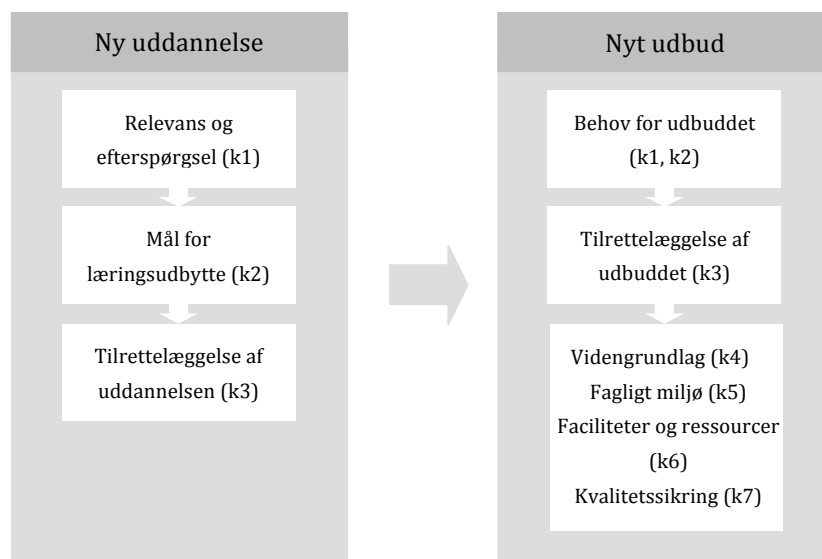 Ny uddannelse
Relevans og
efterspørgsel (k1)
Mål for
læringsudbytte (k2)
Tilrettelæggelse af
uddannelsen (k3)
Nyt udbud
Behov for udbuddet
(k1, k2)
Tilrettelæggelse af
udbuddet (k3)
Videngrundlag (k4)
Fagligt miljø (k5)
Faciliteter og ressourcer
(k6)
Kvalitetssikring (k7)